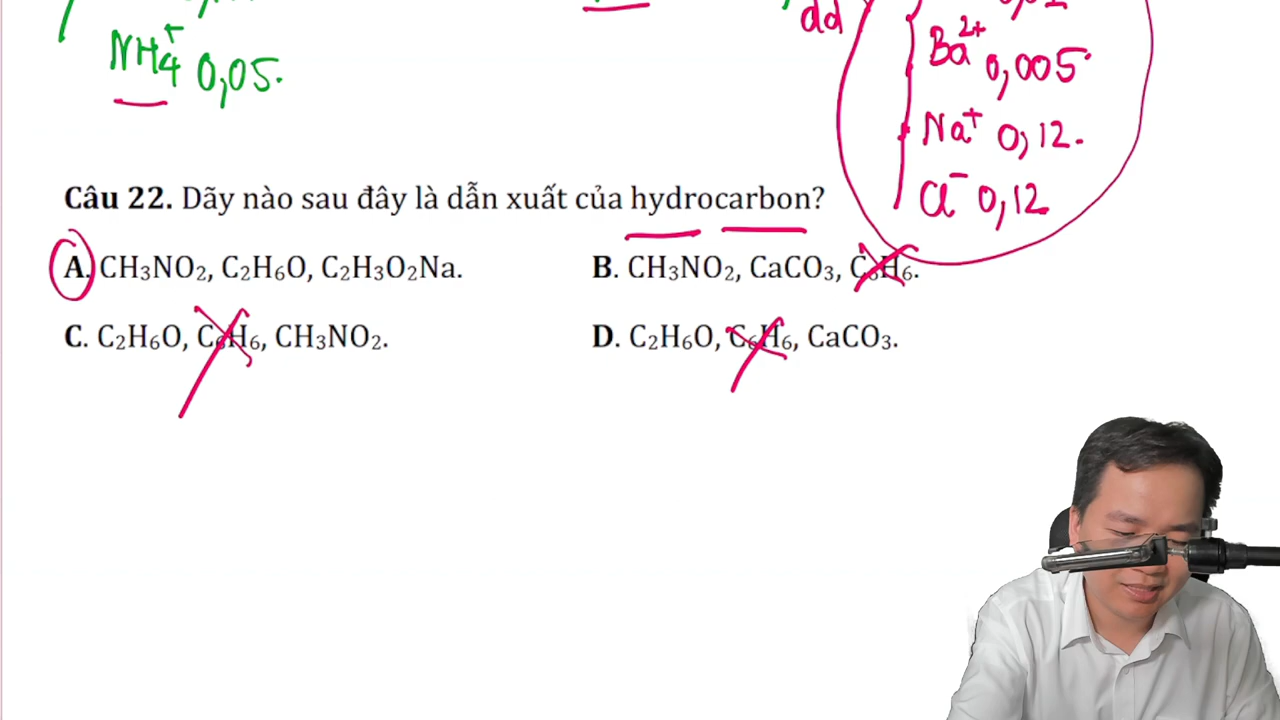 dd
Ba²⁺ 0,005
NH₄⁺ 0,05.
Na⁺ 0,12.
Cl⁻ 0,12
Câu 22. Dãy nào sau đây là dẫn xuất của hydrocarbon?
A. CH₃NO₂, C₂H₆O, C₂H₃O₂Na.
B. CH₃NO₂, CaCO₃, C₆H₆.
C. C₂H₆O, C₆H₆, CH₃NO₂.
D. C₂H₆O, C₆H₆, CaCO₃.